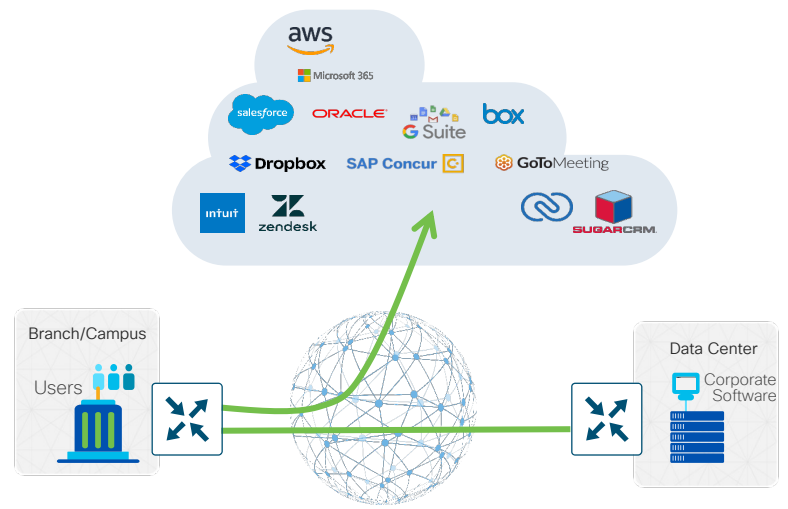 aws
Microsoft 365
salesforce
ORACLE
G Suite
box
Dropbox
SAP Concur C
GoToMeeting
intuit
zendesk
SUGARCRM.
Branch/Campus
Users
Data Center
Corporate
Software